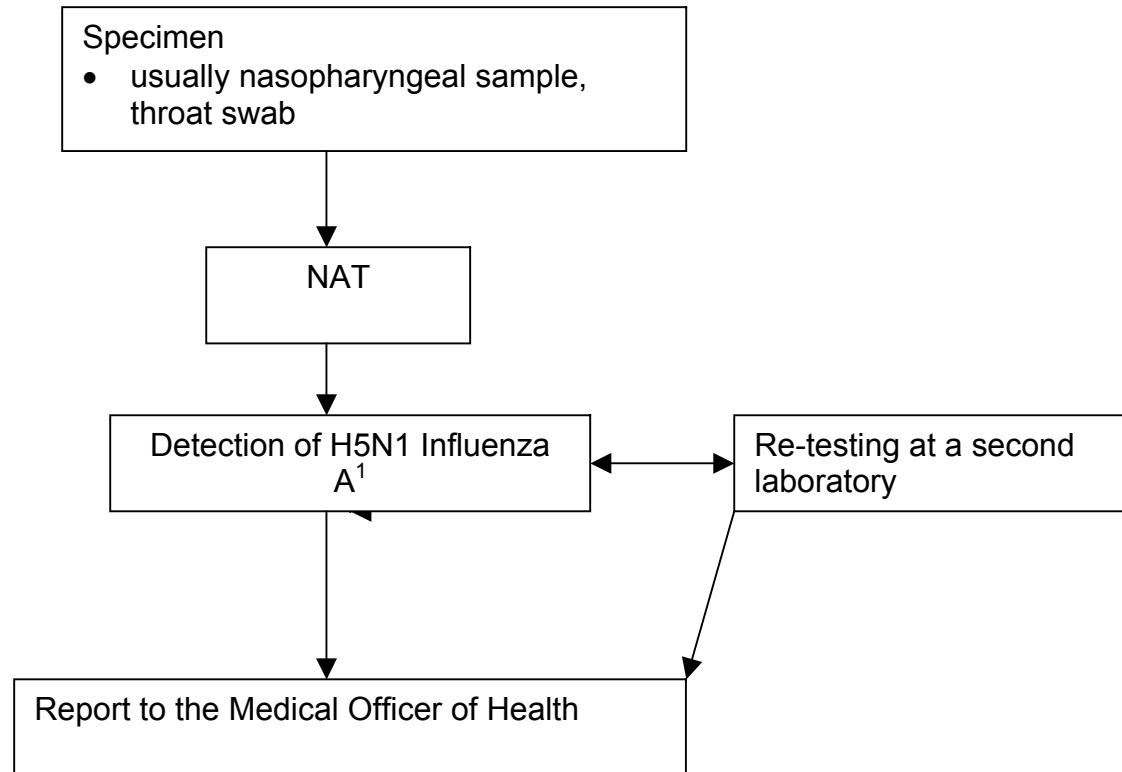 Specimen
• usually nasopharyngeal sample,
throat swab
NAT
Detection of H5N1 Influenza
A¹
Re-testing at a second
laboratory
Report to the Medical Officer of Health